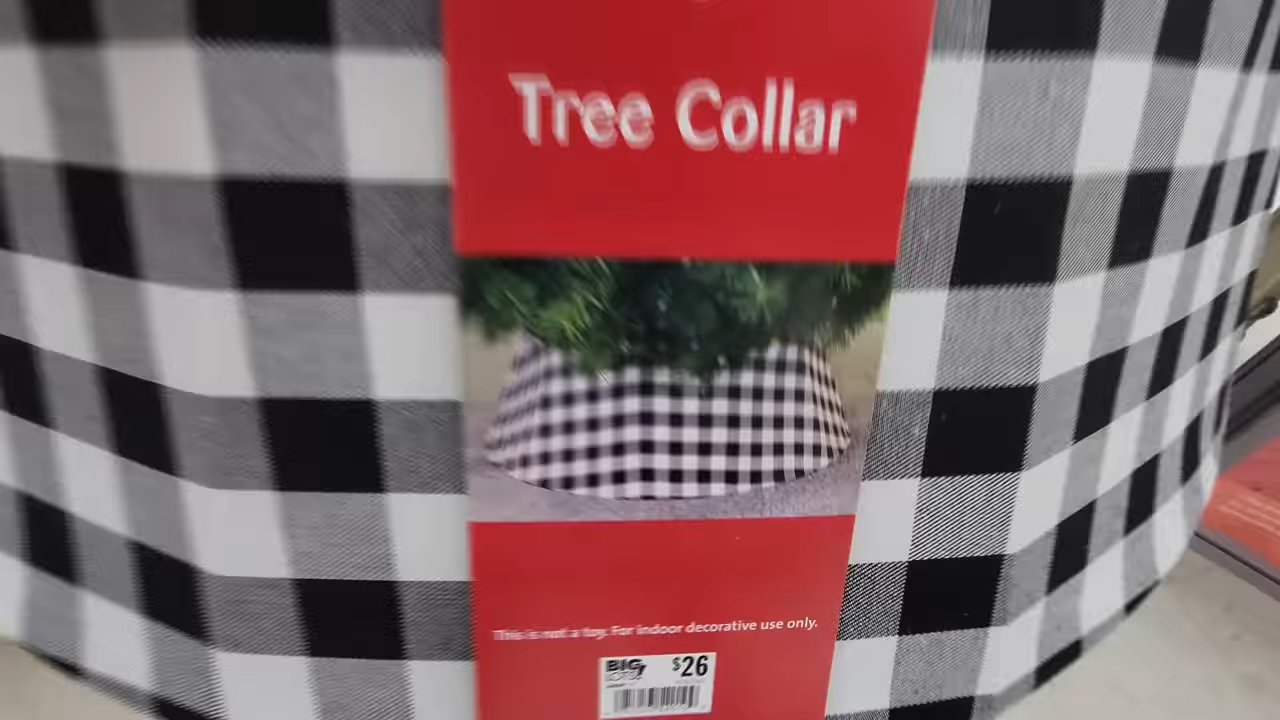 Tree Collar
This is not a toy. For indoor decorative use only.
BIG $26
LOTS!